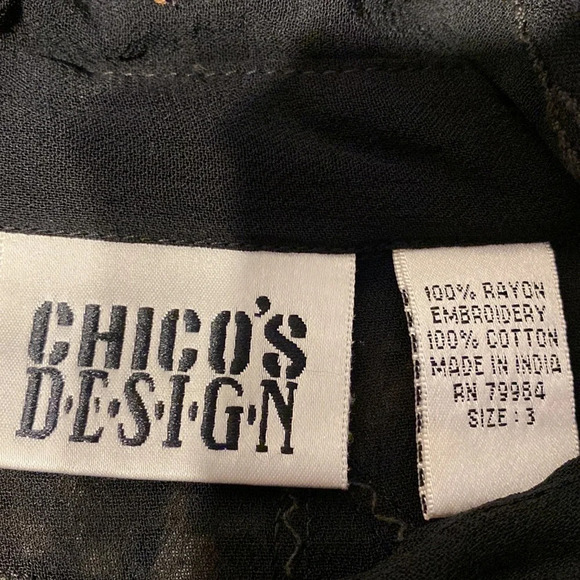 CHICO'S
D·E·S·I·G·N
100% RAYON
EMBROIDERY
100% COTTON
MADE IN INDIA
RN 79984
SIZE : 3